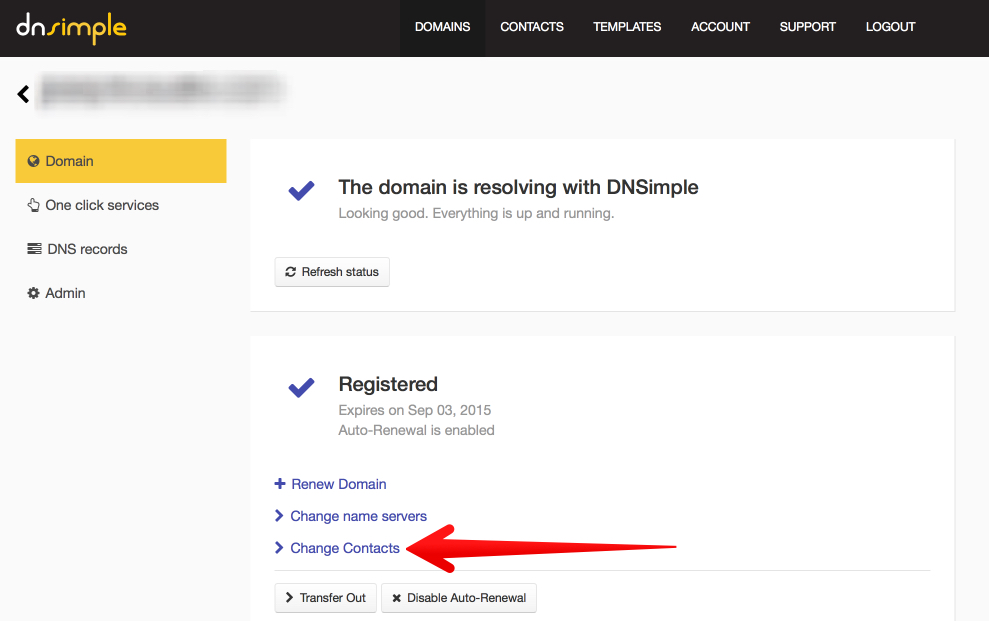 dnsimple DOMAINS CONTACTS TEMPLATES ACCOUNT SUPPORT LOGOUT
Domain
One click services
DNS records
Admin
The domain is resolving with DNSimple
Looking good. Everything is up and running.
Refresh status
Registered
Expires on Sep 03, 2015
Auto-Renewal is enabled
Renew Domain
Change name servers
Change Contacts
Transfer Out Disable Auto-Renewal